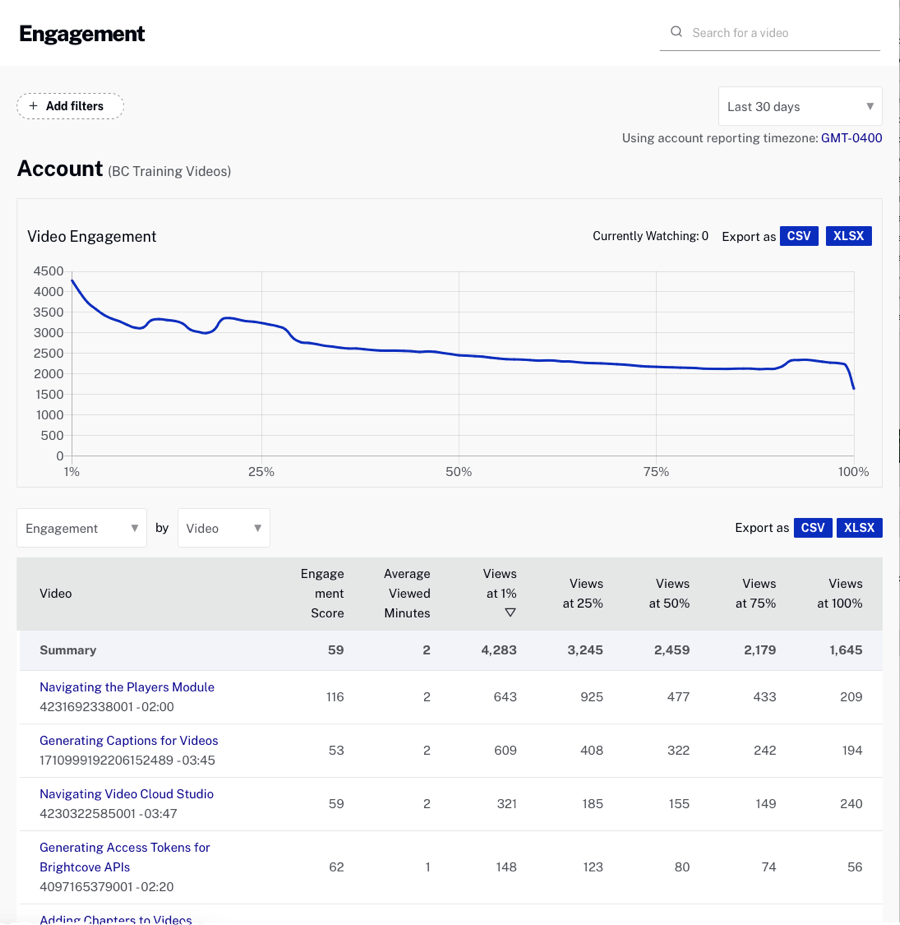 Engagement
Search for a video
+ Add filters
Last 30 days
Using account reporting timezone: GMT-0400
Account (BC Training Videos)
Video Engagement
Currently Watching: 0 Export as CSV XLSX
4500
4000
3500
3000
2500
2000
1500
1000
500
0
1% 25% 50% 75% 100%
Engagement by Video Export as CSV XLSX
Video
Engage
ment
Score
Average
Viewed
Minutes
Views
at 1%
Views
at 25%
Views
at 50%
Views
at 75%
Views
at 100%
Summary 59 2 4,283 3,245 2,459 2,179 1,645
Navigating the Players Module
4231692338001 - 02:00
116 2 643 925 477 433 209
Generating Captions for Videos
1710999192206152489 - 03:45
53 2 609 408 322 242 194
Navigating Video Cloud Studio
4230322585001 - 03:47
59 2 321 185 155 149 240
Generating Access Tokens for
Brightcove APIs
4097165379001 - 02:20
62 1 148 123 80 74 56
Adding Chapters to Videos